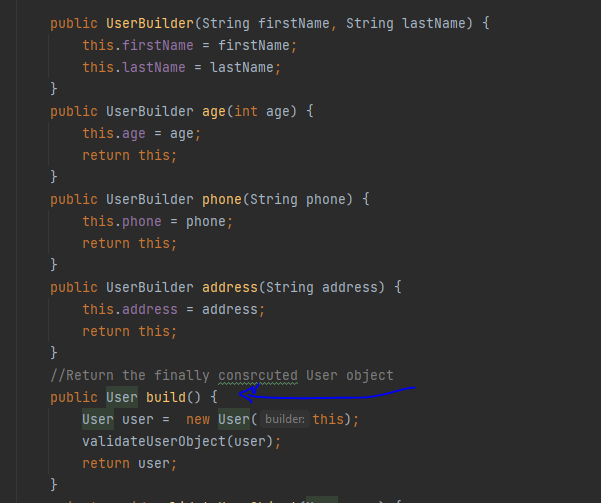 public UserBuilder(String firstName, String lastName) {
this.firstName = firstName;
this.lastName = lastName;
}
public UserBuilder age(int age) {
this.age = age;
return this;
}
public UserBuilder phone(String phone) {
this.phone = phone;
return this;
}
public UserBuilder address(String address) {
this.address = address;
return this;
}
//Return the finally consrcuted User object
public User build() {
User user =  new User( builder: this);
validateUserObject(user);
return user;
}